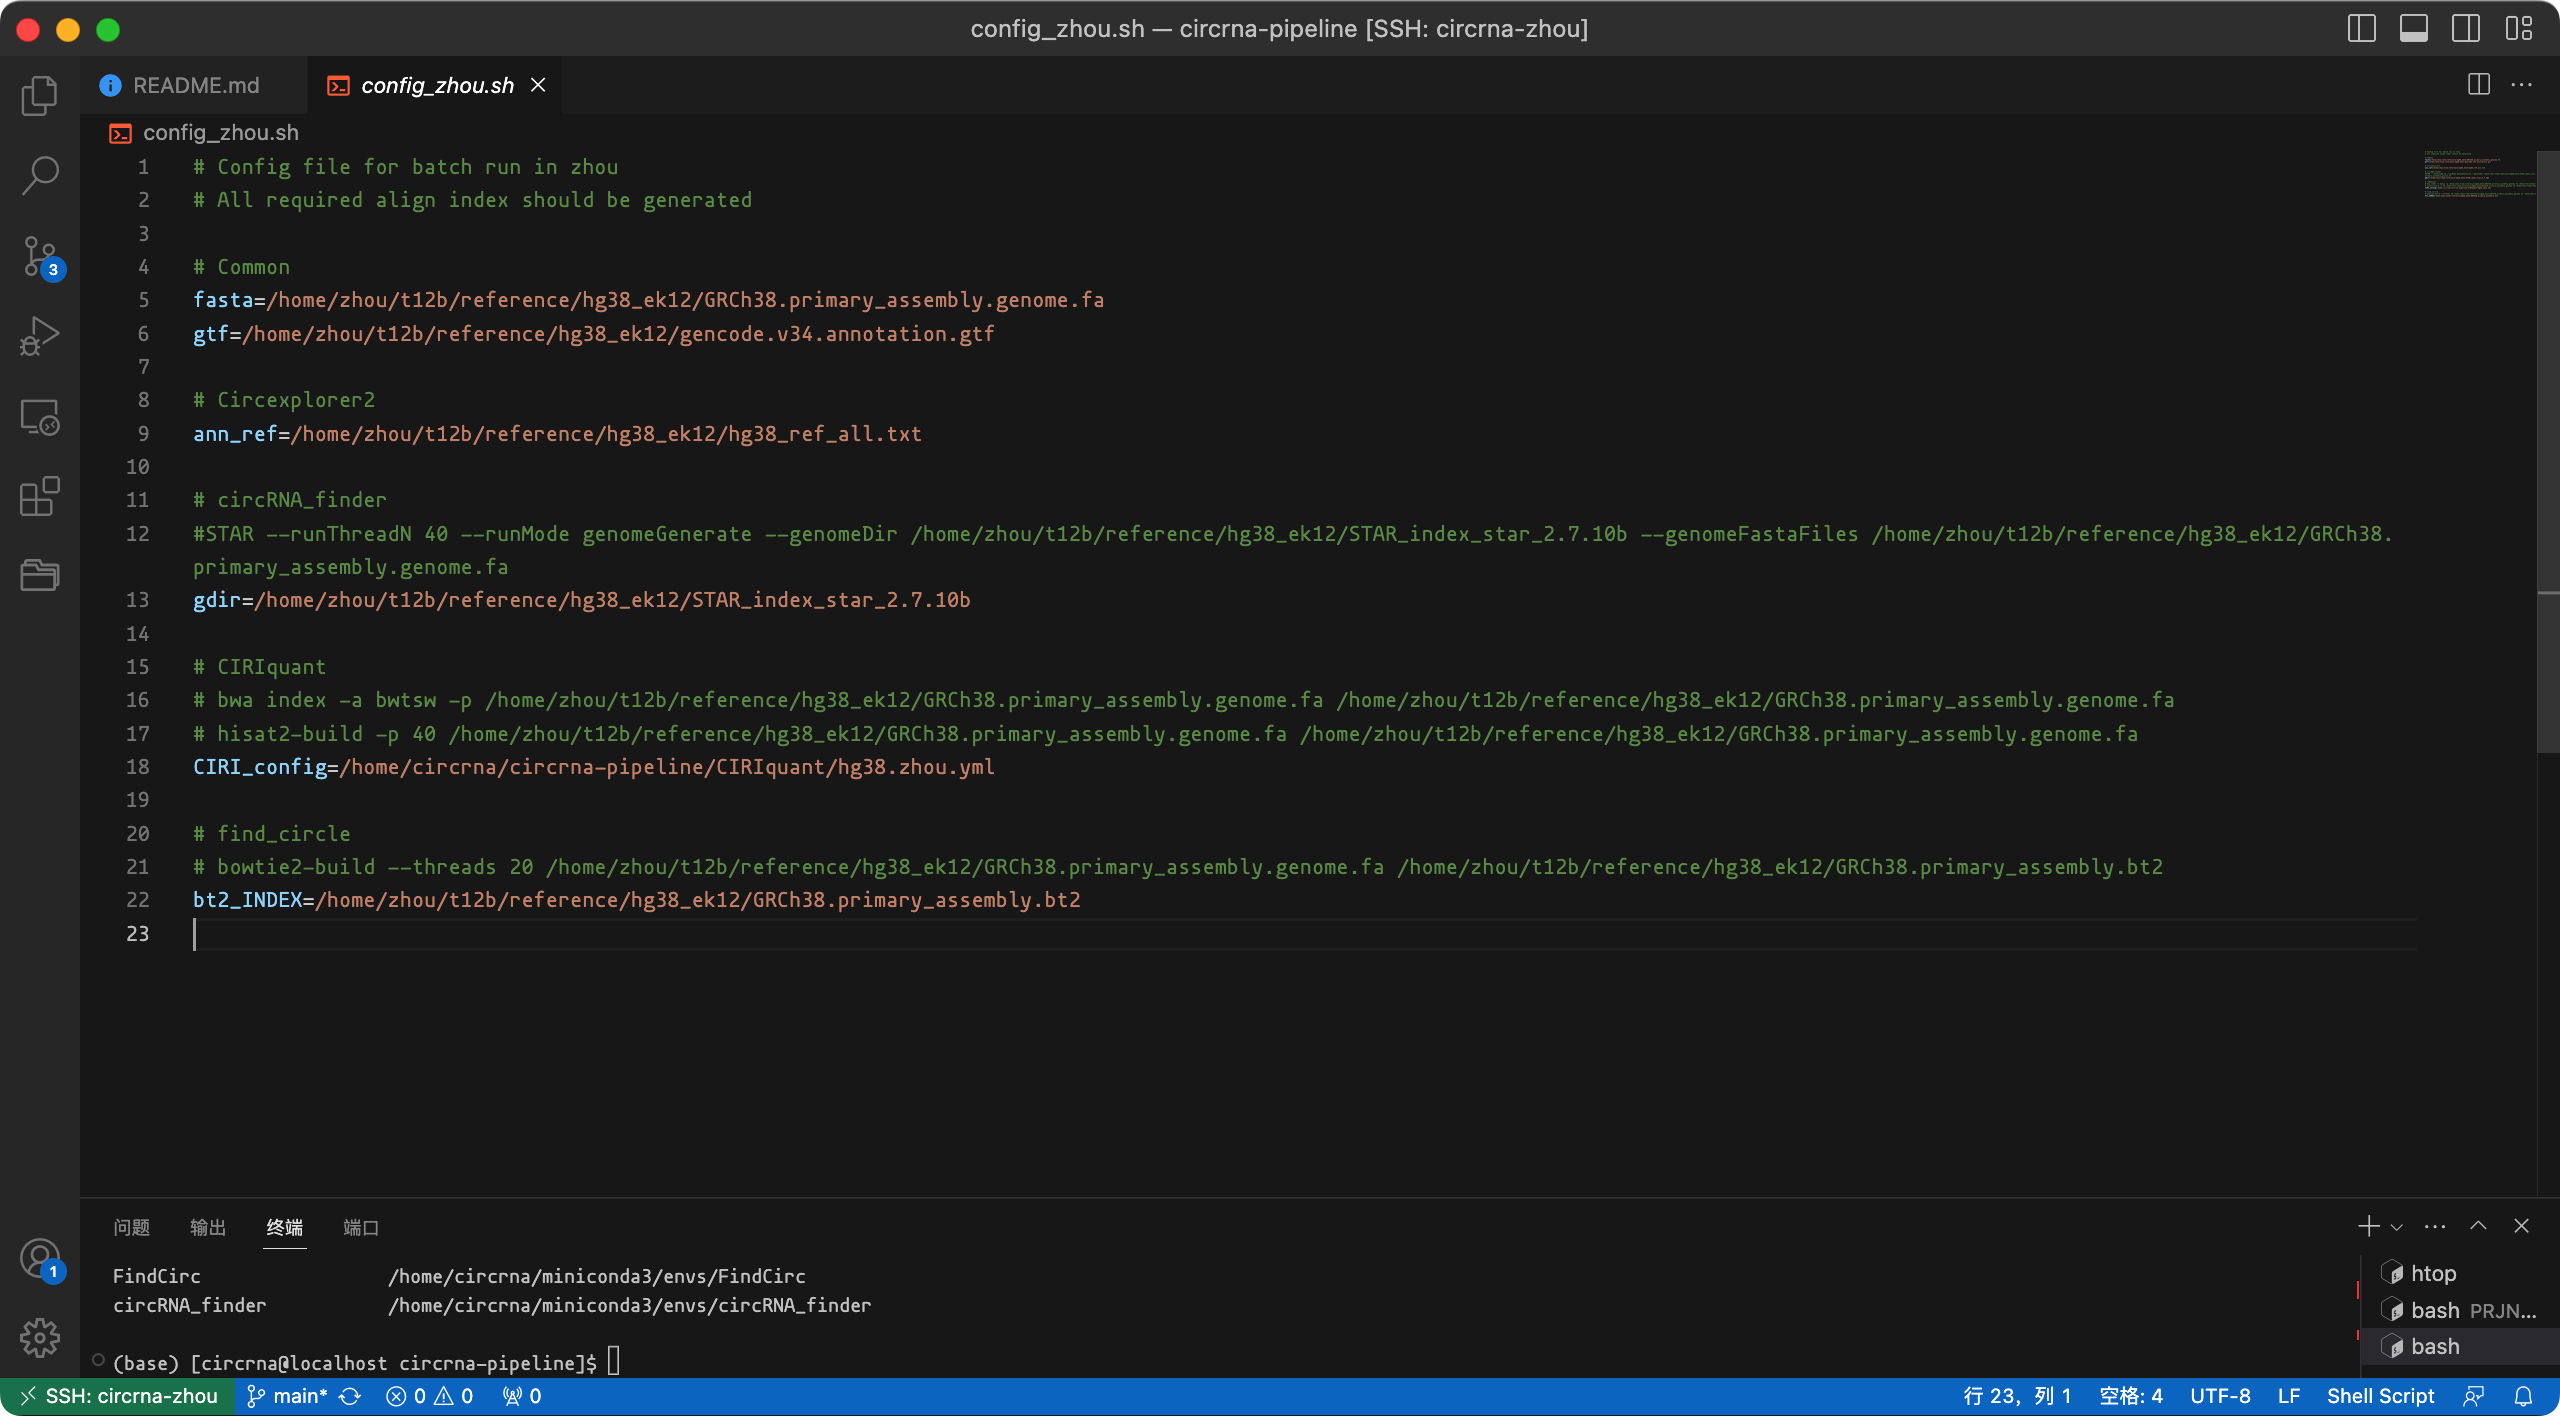 config_zhou.sh — circrna-pipeline [SSH: circrna-zhou]
README.md
config_zhou.sh
config_zhou.sh
1 # Config file for batch run in zhou
2 # All required align index should be generated
3
4 # Common
5 fasta=/home/zhou/t12b/reference/hg38_ek12/GRCh38.primary_assembly.genome.fa
6 gtf=/home/zhou/t12b/reference/hg38_ek12/gencode.v34.annotation.gtf
7
8 # Circexplorer2
9 ann_ref=/home/zhou/t12b/reference/hg38_ek12/hg38_ref_all.txt
10
11 # circRNA_finder
12 #STAR --runThreadN 40 --runMode genomeGenerate --genomeDir /home/zhou/t12b/reference/hg38_ek12/STAR_index_star_2.7.10b --genomeFastaFiles /home/zhou/t12b/reference/hg38_ek12/GRCh38.
primary_assembly.genome.fa
13 gdir=/home/zhou/t12b/reference/hg38_ek12/STAR_index_star_2.7.10b
14
15 # CIRIquant
16 # bwa index -a bwtsw -p /home/zhou/t12b/reference/hg38_ek12/GRCh38.primary_assembly.genome.fa /home/zhou/t12b/reference/hg38_ek12/GRCh38.primary_assembly.genome.fa
17 # hisat2-build -p 40 /home/zhou/t12b/reference/hg38_ek12/GRCh38.primary_assembly.genome.fa /home/zhou/t12b/reference/hg38_ek12/GRCh38.primary_assembly.genome.fa
18 CIRI_config=/home/circrna/circrna-pipeline/CIRIquant/hg38.zhou.yml
19
20 # find_circle
21 # bowtie2-build --threads 20 /home/zhou/t12b/reference/hg38_ek12/GRCh38.primary_assembly.genome.fa /home/zhou/t12b/reference/hg38_ek12/GRCh38.primary_assembly.bt2
22 bt2_INDEX=/home/zhou/t12b/reference/hg38_ek12/GRCh38.primary_assembly.bt2
23
3
1
问题 输出 终端 端口
FindCirc /home/circrna/miniconda3/envs/FindCirc
circRNA_finder /home/circrna/miniconda3/envs/circRNA_finder
(base) [circrna@localhost circrna-pipeline]$
htop
bash PRJN...
bash
SSH: circrna-zhou main* 0 0 0 行 23，列 1 空格: 4 UTF-8 LF Shell Script